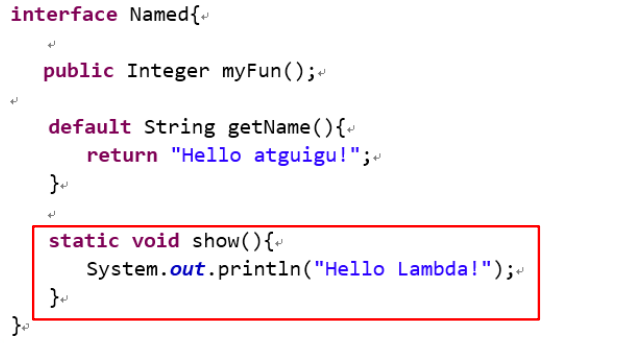 interface Named{
public Integer myFun();
default String getName(){
return "Hello atguigu!";
}
static void show(){
System.out.println("Hello Lambda!");
}
}